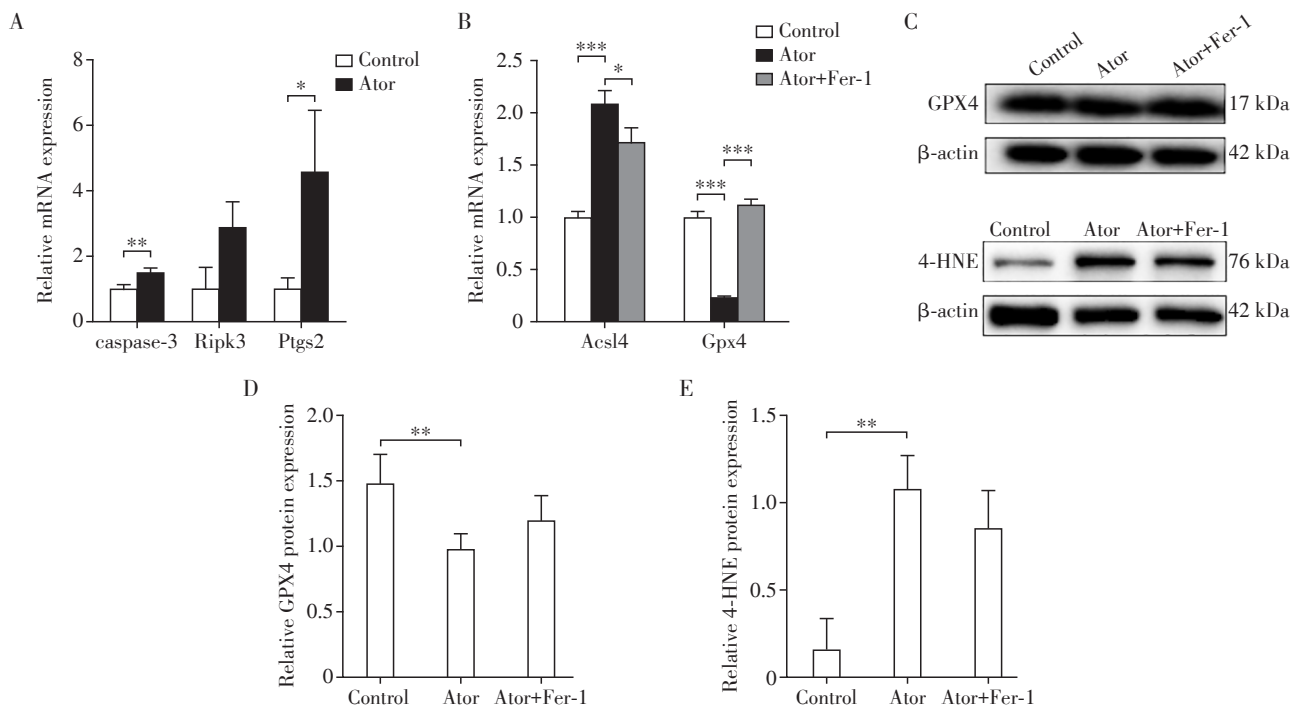 A
Control
Ator
Relative mRNA expression
8
6
4
2
0
**
*
caspase-3 Ripk3 Ptgs2
B
Control
Ator
Ator+Fer-1
Relative mRNA expression
2.5
2.0
1.5
1.0
0.5
0
***
*
***
***
Acsl4 Gpx4
C
Control Ator Ator+Fer-1
GPX4 17 kDa
β-actin 42 kDa
Control Ator Ator+Fer-1
4-HNE 76 kDa
β-actin 42 kDa
D
Relative GPX4 protein expression
2.0
1.5
1.0
0.5
0
**
Control Ator Ator+Fer-1
E
Relative 4-HNE protein expression
1.5
1.0
0.5
0
**
Control Ator Ator+Fer-1